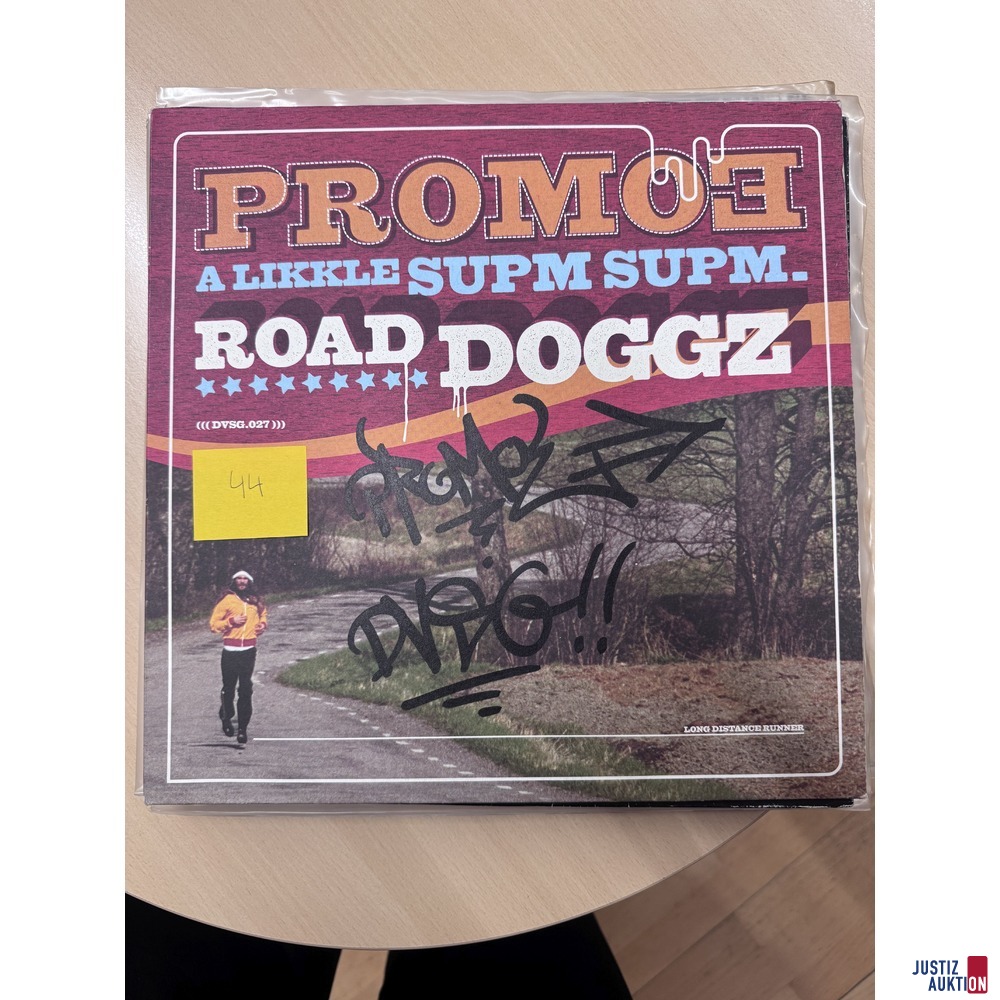 PROMOE
A LIKKLE SUPM SUPM.
ROAD DOGGZ
((( DVSG.027 )))
44
PROMOE
DVSG!!
LONG DISTANCE RUNNER
JUSTIZ
AUKTION